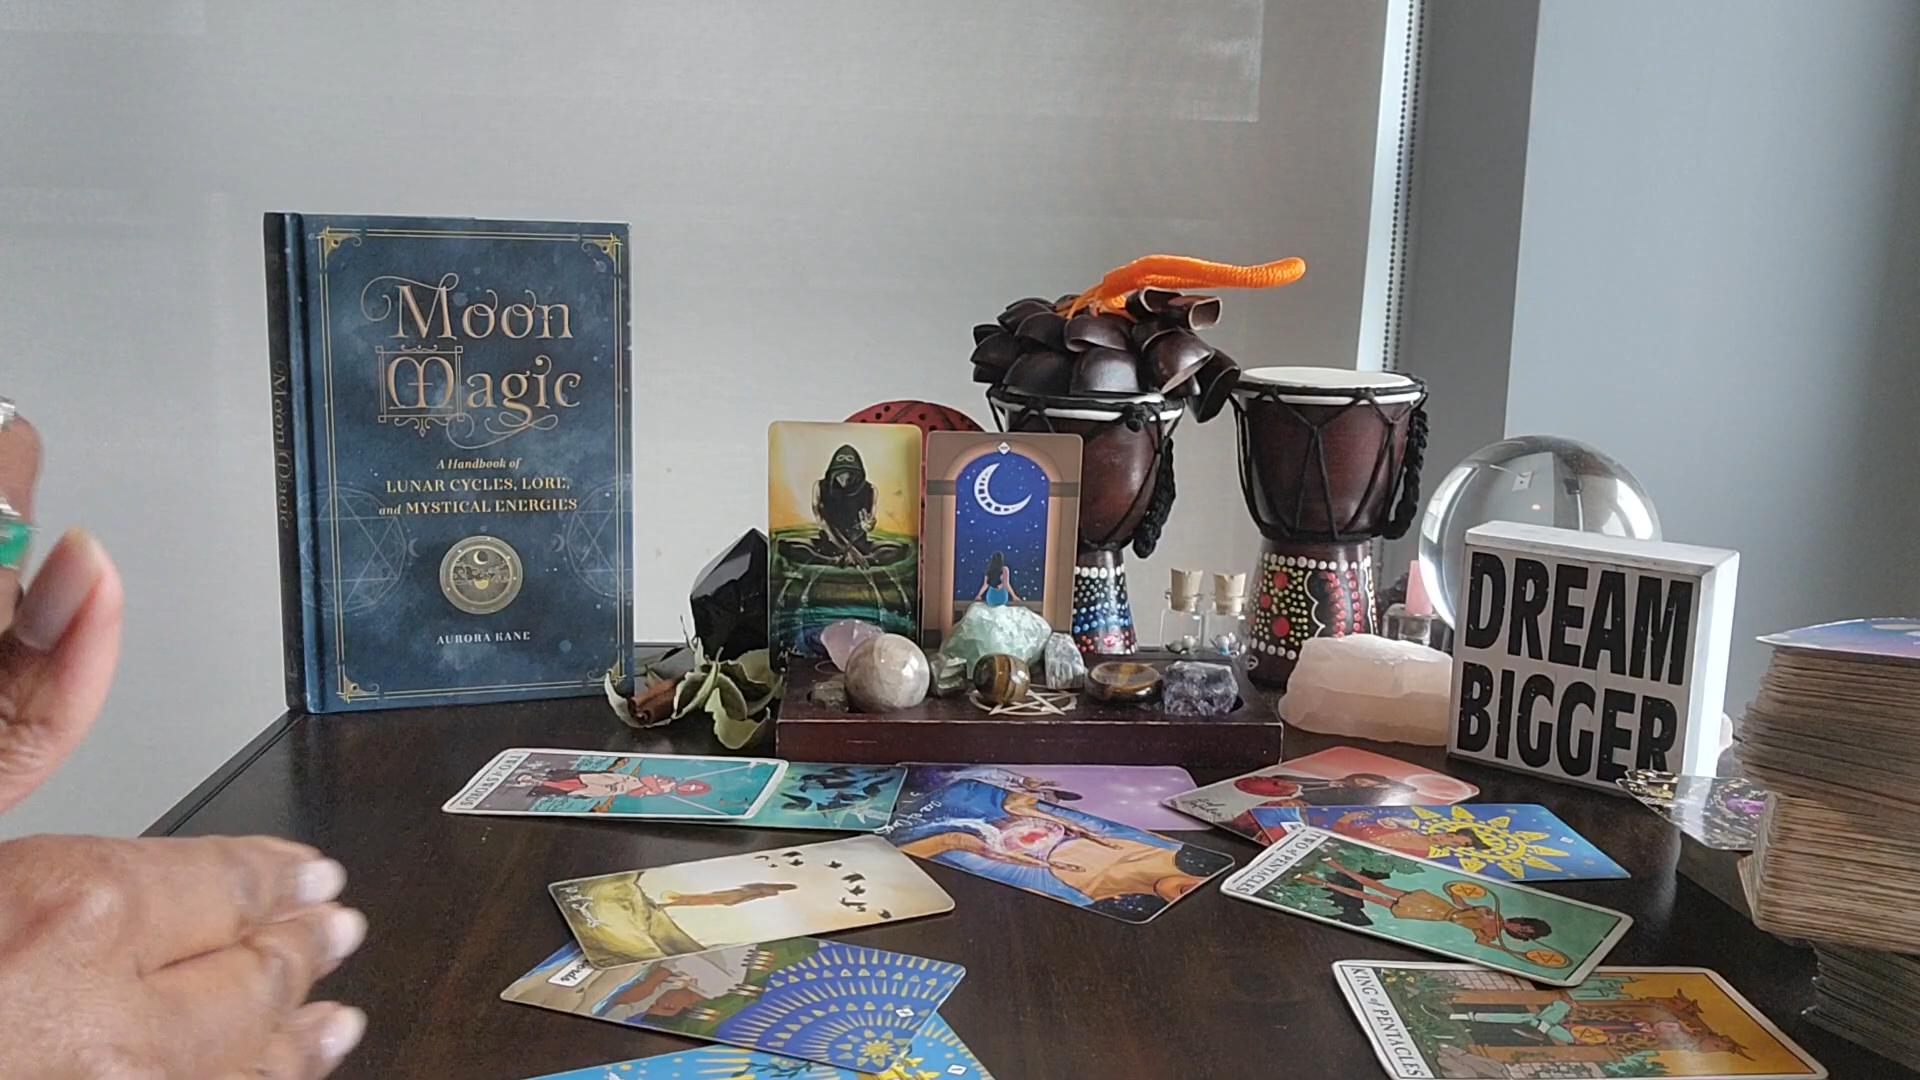 Moon
Magic
A Handbook of
LUNAR CYCLES, LORE,
and MYSTICAL ENERGIES
AURORA KANE
Moon Magic
DREAM
BIGGER
TWO of SWORDS
TWO of PENTACLES
KING of PENTACLES